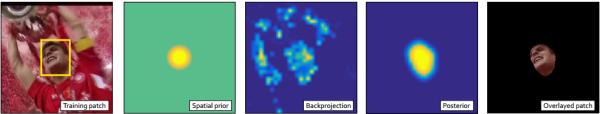 Training patch
Spatial prior
Backprojection
Posterior
Overlayed patch